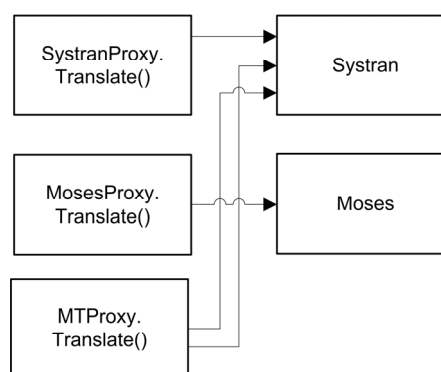 SystranProxy.
Translate()
Systran
MosesProxy.
Translate()
Moses
MTProxy.
Translate()